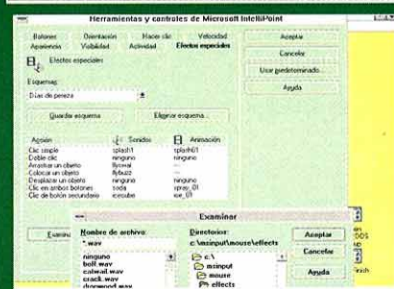 Herramientas y controles de Microsoft IntelliPoint
Botones Orientación Hacer clic Velocidad
Apariencia Visibilidad Actividad Efectos especiales
Aceptar
Cancelar
Usar predeterminado...
Ayuda
Efectos especiales
Esquemas:
Días de pereza
Guardar esquema
Eliminar esquema...
Acción Sonidos Animación
Clic simple splash1 splash01
Doble clic ninguno ninguno
Arrastrar un objeto flyswat ---
Colocar un objeto flybuzz ---
Desplazar un objeto ninguno ninguno
Clic en ambos botones soda spray_01
Clic de botón secundario icecube ice_01
Examinar
Nombre de archivo:
*.wav
ninguno
bolt.wav
catwail.wav
crack.wav
Directorios:
c:\msinput\mouse\effects
c:\
msinput
mouse
effects
Aceptar
Cancelar
Ayuda